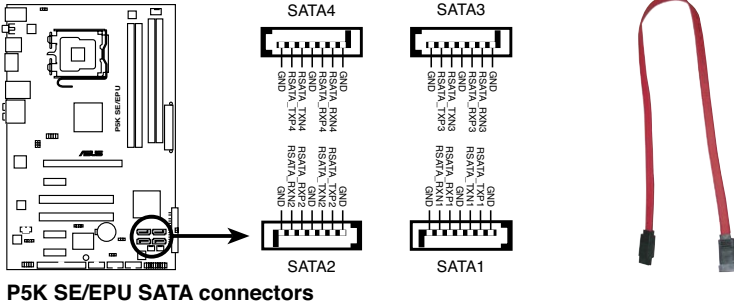 SATA4
SATA3
GND
RSATA_TXP4
RSATA_TXN4
GND
RSATA_RXP4
RSATA_RXN4
GND
GND
RSATA_TXP3
RSATA_TXN3
GND
RSATA_RXP3
RSATA_RXN3
GND
P5K SE/EPU
ASUS
GND
RSATA_RXN2
RSATA_RXP2
GND
RSATA_TXN2
RSATA_TXP2
GND
GND
RSATA_RXN1
RSATA_RXP1
GND
RSATA_TXN1
RSATA_TXP1
GND
SATA2
SATA1
P5K SE/EPU SATA connectors